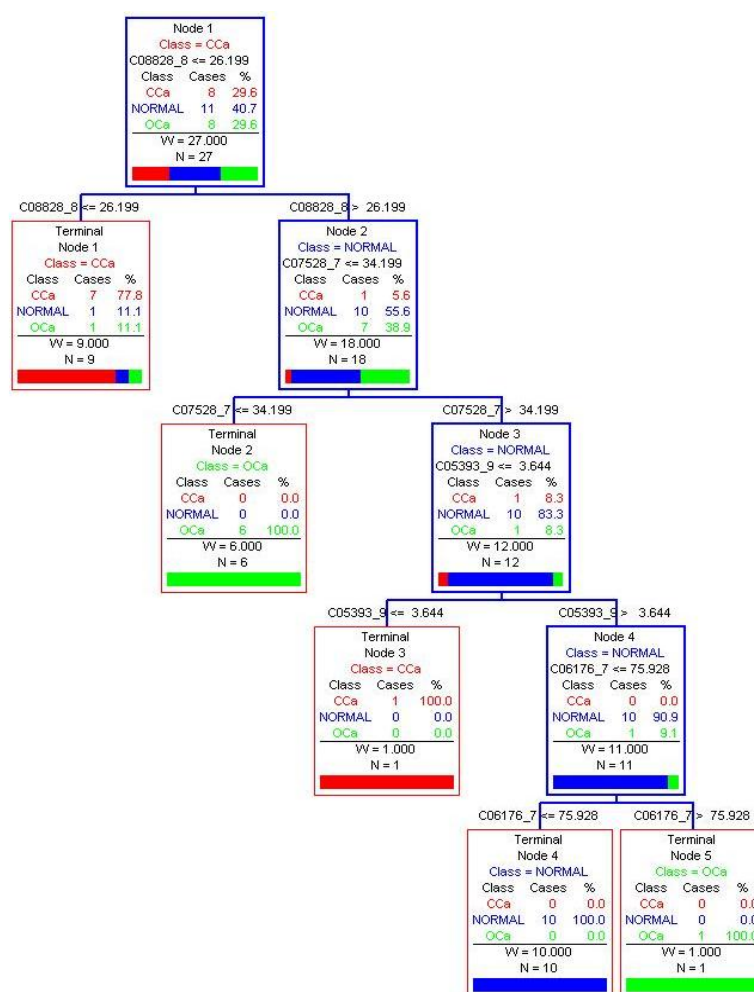 Node 1
Class = CCa
C08828_8 <= 26.199
Class Cases %
CCa 8 29.6
NORMAL 11 40.7
OCa 8 29.6
W = 27.000
N = 27
C08828_8 <= 26.199
C08828_8 > 26.199
Terminal
Node 1
Class = CCa
Class Cases %
CCa 7 77.8
NORMAL 1 11.1
OCa 1 11.1
W = 9.000
N = 9
Node 2
Class = NORMAL
C07528_7 <= 34.199
Class Cases %
CCa 1 5.6
NORMAL 10 55.6
OCa 7 38.9
W = 18.000
N = 18
C07528_7 <= 34.199
C07528_7 > 34.199
Terminal
Node 2
Class = OCa
Class Cases %
CCa 0 0.0
NORMAL 0 0.0
OCa 6 100.0
W = 6.000
N = 6
Node 3
Class = NORMAL
C05393_9 <= 3.644
Class Cases %
CCa 1 8.3
NORMAL 10 83.3
OCa 1 8.3
W = 12.000
N = 12
C05393_9 <= 3.644
C05393_9 > 3.644
Terminal
Node 3
Class = CCa
Class Cases %
CCa 1 100.0
NORMAL 0 0.0
OCa 0 0.0
W = 1.000
N = 1
Node 4
Class = NORMAL
C06176_7 <= 75.928
Class Cases %
CCa 0 0.0
NORMAL 10 90.9
OCa 1 9.1
W = 11.000
N = 11
C06176_7 <= 75.928
C06176_7 > 75.928
Terminal
Node 4
Class = NORMAL
Class Cases %
CCa 0 0.0
NORMAL 10 100.0
OCa 0 0.0
W = 10.000
N = 10
Terminal
Node 5
Class = OCa
Class Cases %
CCa 0 0.0
NORMAL 0 0.0
OCa 1 100.0
W = 1.000
N = 1